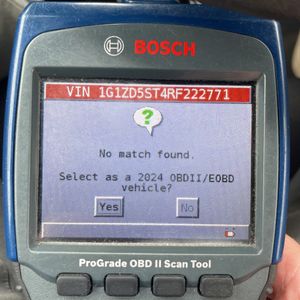 BOSCH
VIN 1G1ZD5ST4RF222771
?
No match found.
Select as a 2024 OBDII/EOBD
vehicle?
Yes No
ProGrade OBD II Scan Tool